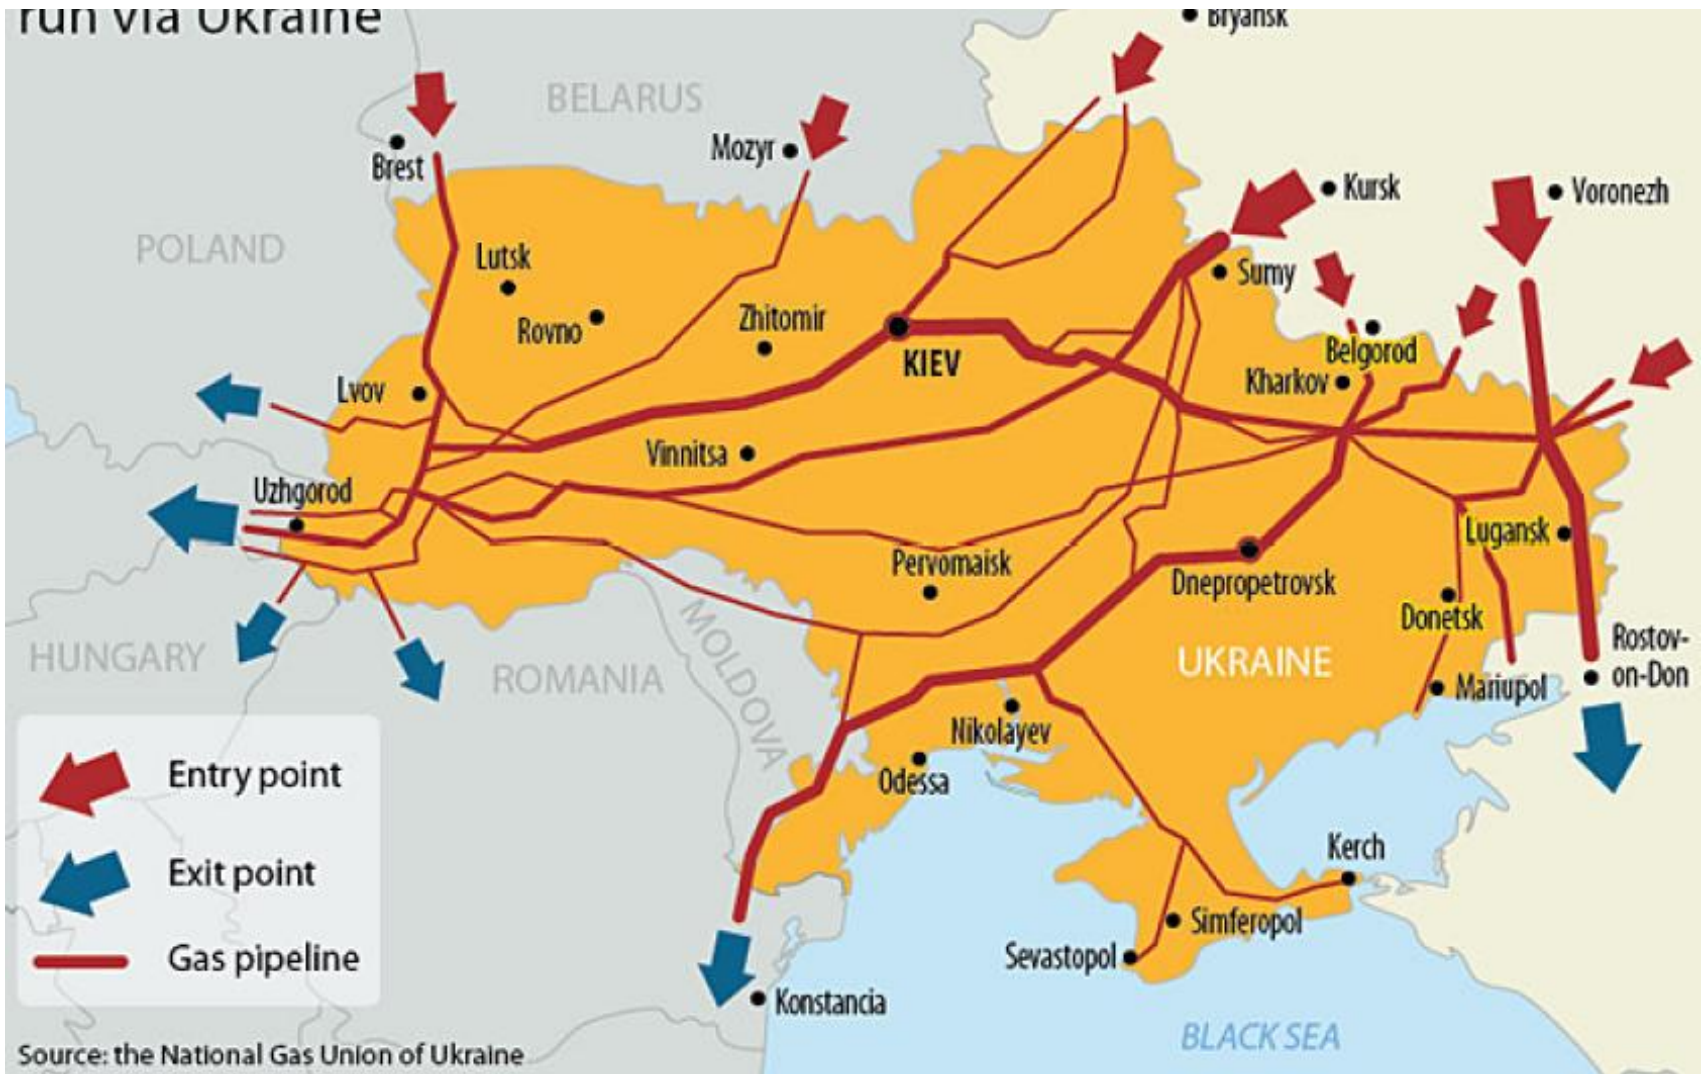 run via Ukraine
Bryansk
BELARUS
Mozyr
Brest
Kursk
Voronezh
POLAND
Lutsk
Sumy
Rovno
Zhitomir
KIEV
Belgorod
Kharkov
Lvov
Vinnitsa
Uzhgorod
Lugansk
Pervomaisk
Dnepropetrovsk
Donetsk
HUNGARY
ROMANIA
MOLDOVA
UKRAINE
Rostov-
on-Don
Mariupol
Nikolayev
Odessa
Entry point
Exit point
Gas pipeline
Kerch
Simferopol
Sevastopol
Konstancia
BLACK SEA
Source: the National Gas Union of Ukraine